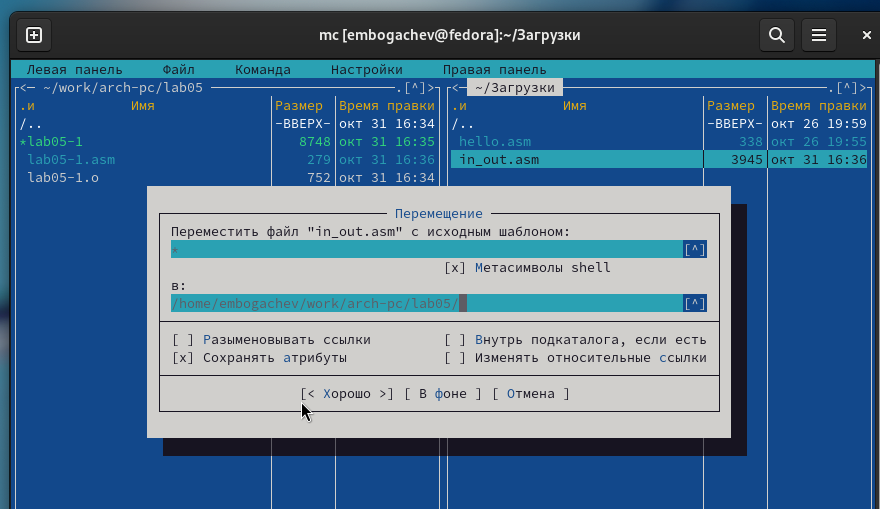 mc [embogachev@fedora]:~/Загрузки
Левая панель Файл Команда Настройки Правая панель
<─ ~/work/arch-pc/lab05 .[^]> <─ ~/Загрузки .[^]>
.и Имя Размер Время правки .и Имя Размер Время правки
/.. -ВВЕРХ- окт 31 16:34 /.. -ВВЕРХ- окт 26 19:59
*lab05-1 8748 окт 31 16:35 hello.asm 338 окт 26 19:55
lab05-1.asm 279 окт 31 16:36 in_out.asm 3945 окт 31 16:36
lab05-1.o 752 окт 31 16:34
Перемещение
Переместить файл "in_out.asm" с исходным шаблоном:
* [^]
[x] Метасимволы shell
в:
/home/embogachev/work/arch-pc/lab05/ [^]
[ ] Разыменовывать ссылки [ ] Внутрь подкаталога, если есть
[x] Сохранять атрибуты [ ] Изменять относительные ссылки
[< Хорошо >] [ В фоне ] [ Отмена ]